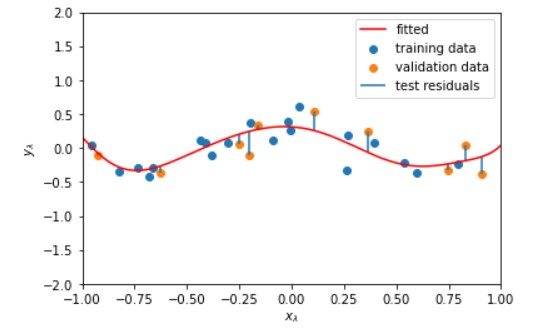 2.0
fitted
training data
validation data
test residuals
1.5
1.0
0.5
0.0
−0.5
−1.0
−1.5
−2.0
yλ
−1.00 −0.75 −0.50 −0.25 0.00 0.25 0.50 0.75 1.00
xλ